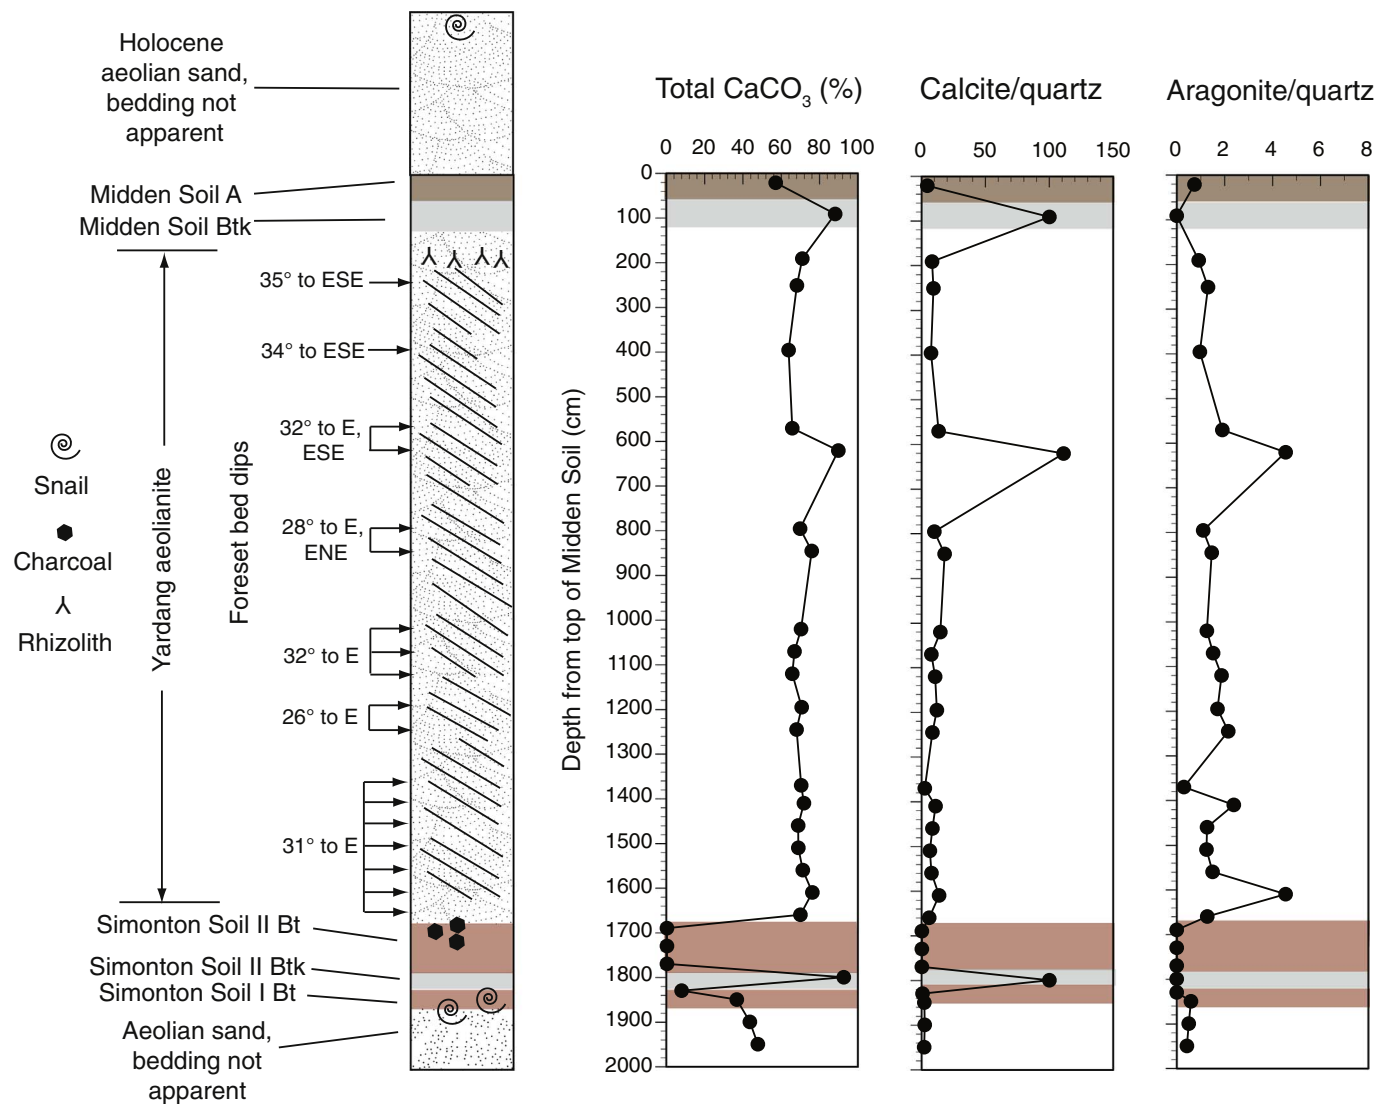 Holocene
aeolian sand,
bedding not
apparent
Midden Soil A
Midden Soil Btk
35° to ESE
34° to ESE
32° to E,
ESE
28° to E,
ENE
32° to E
26° to E
31° to E
Foreset bed dips
Yardang aeolianite
Snail
Charcoal
Rhizolith
Simonton Soil II Bt
Simonton Soil II Btk
Simonton Soil I Bt
Aeolian sand,
bedding not
apparent
Total CaCO3 (%)
0 20 40 60 80 100
Depth from top of Midden Soil (cm)
0
100
200
300
400
500
600
700
800
900
1000
1100
1200
1300
1400
1500
1600
1700
1800
1900
2000
Calcite/quartz
0 50 100 150
Aragonite/quartz
0 2 4 6 8